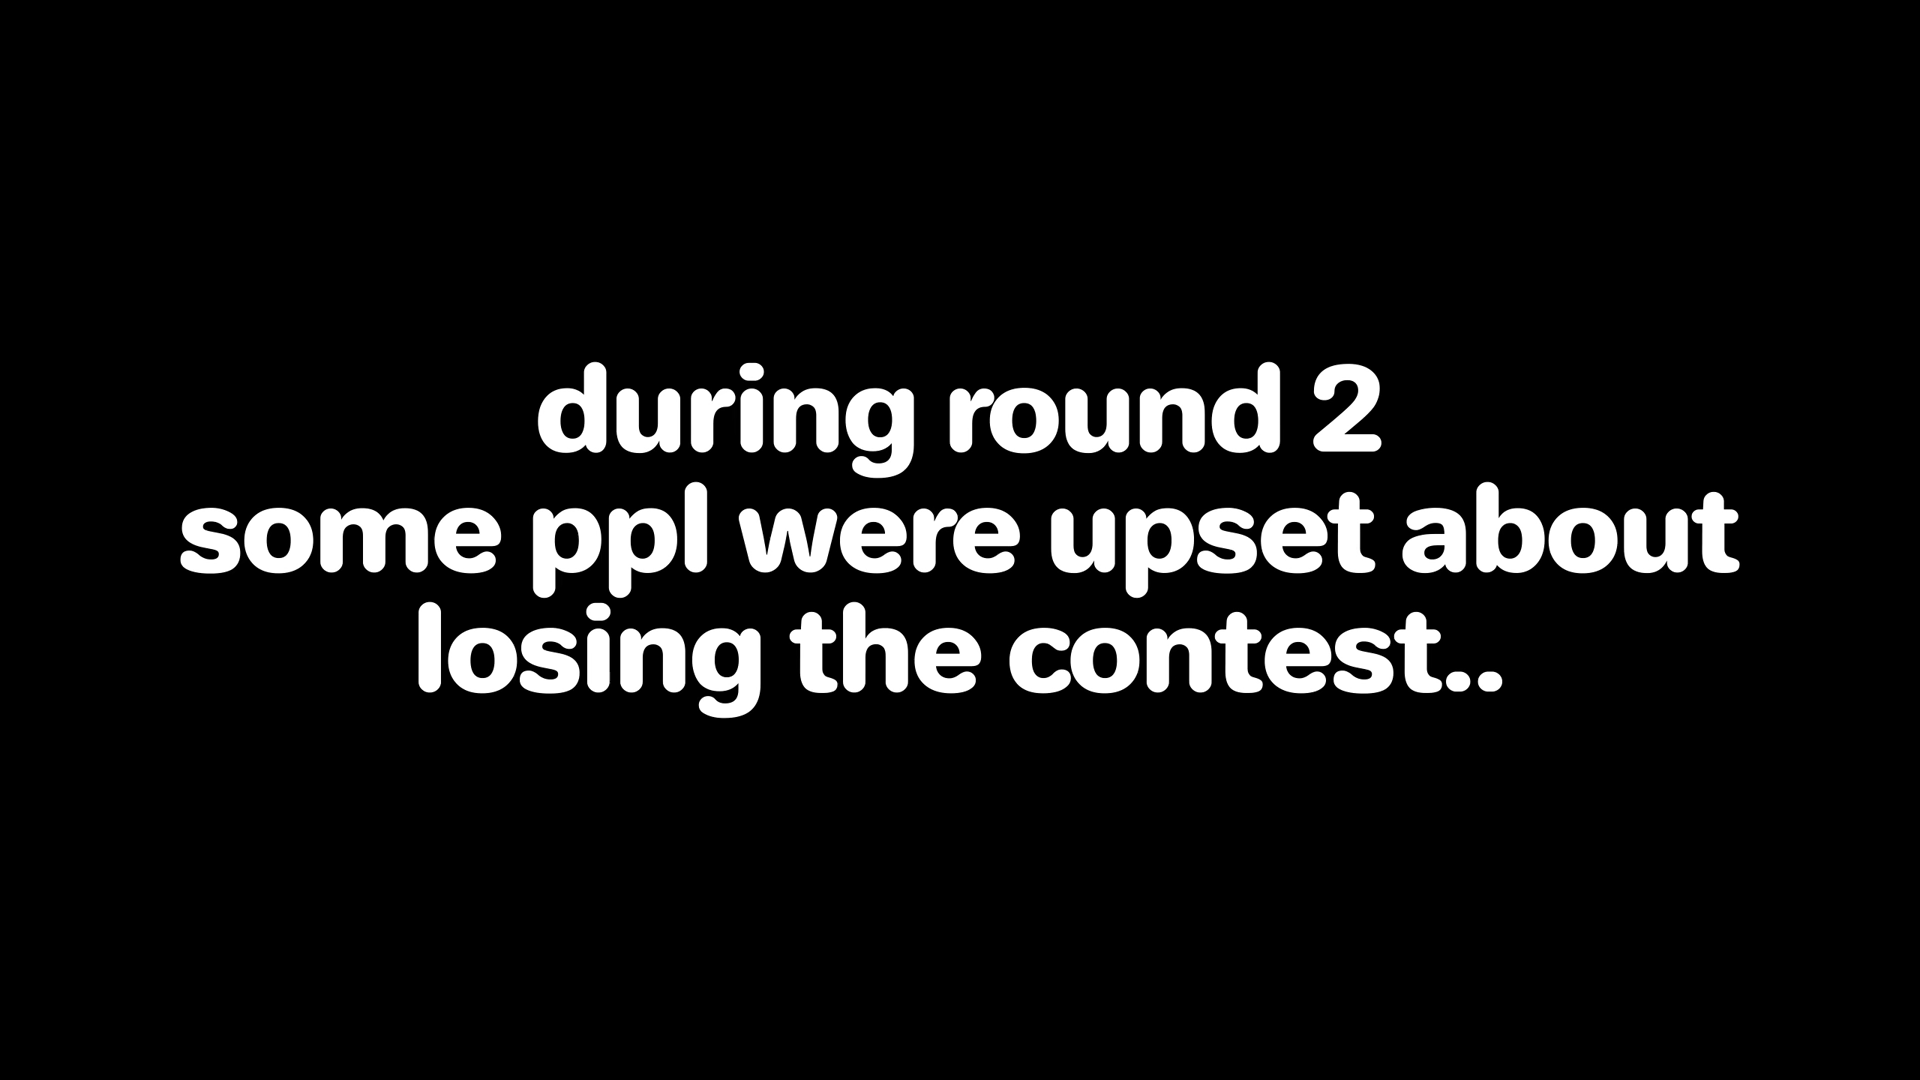 during round 2
some ppl were upset about
losing the contest..